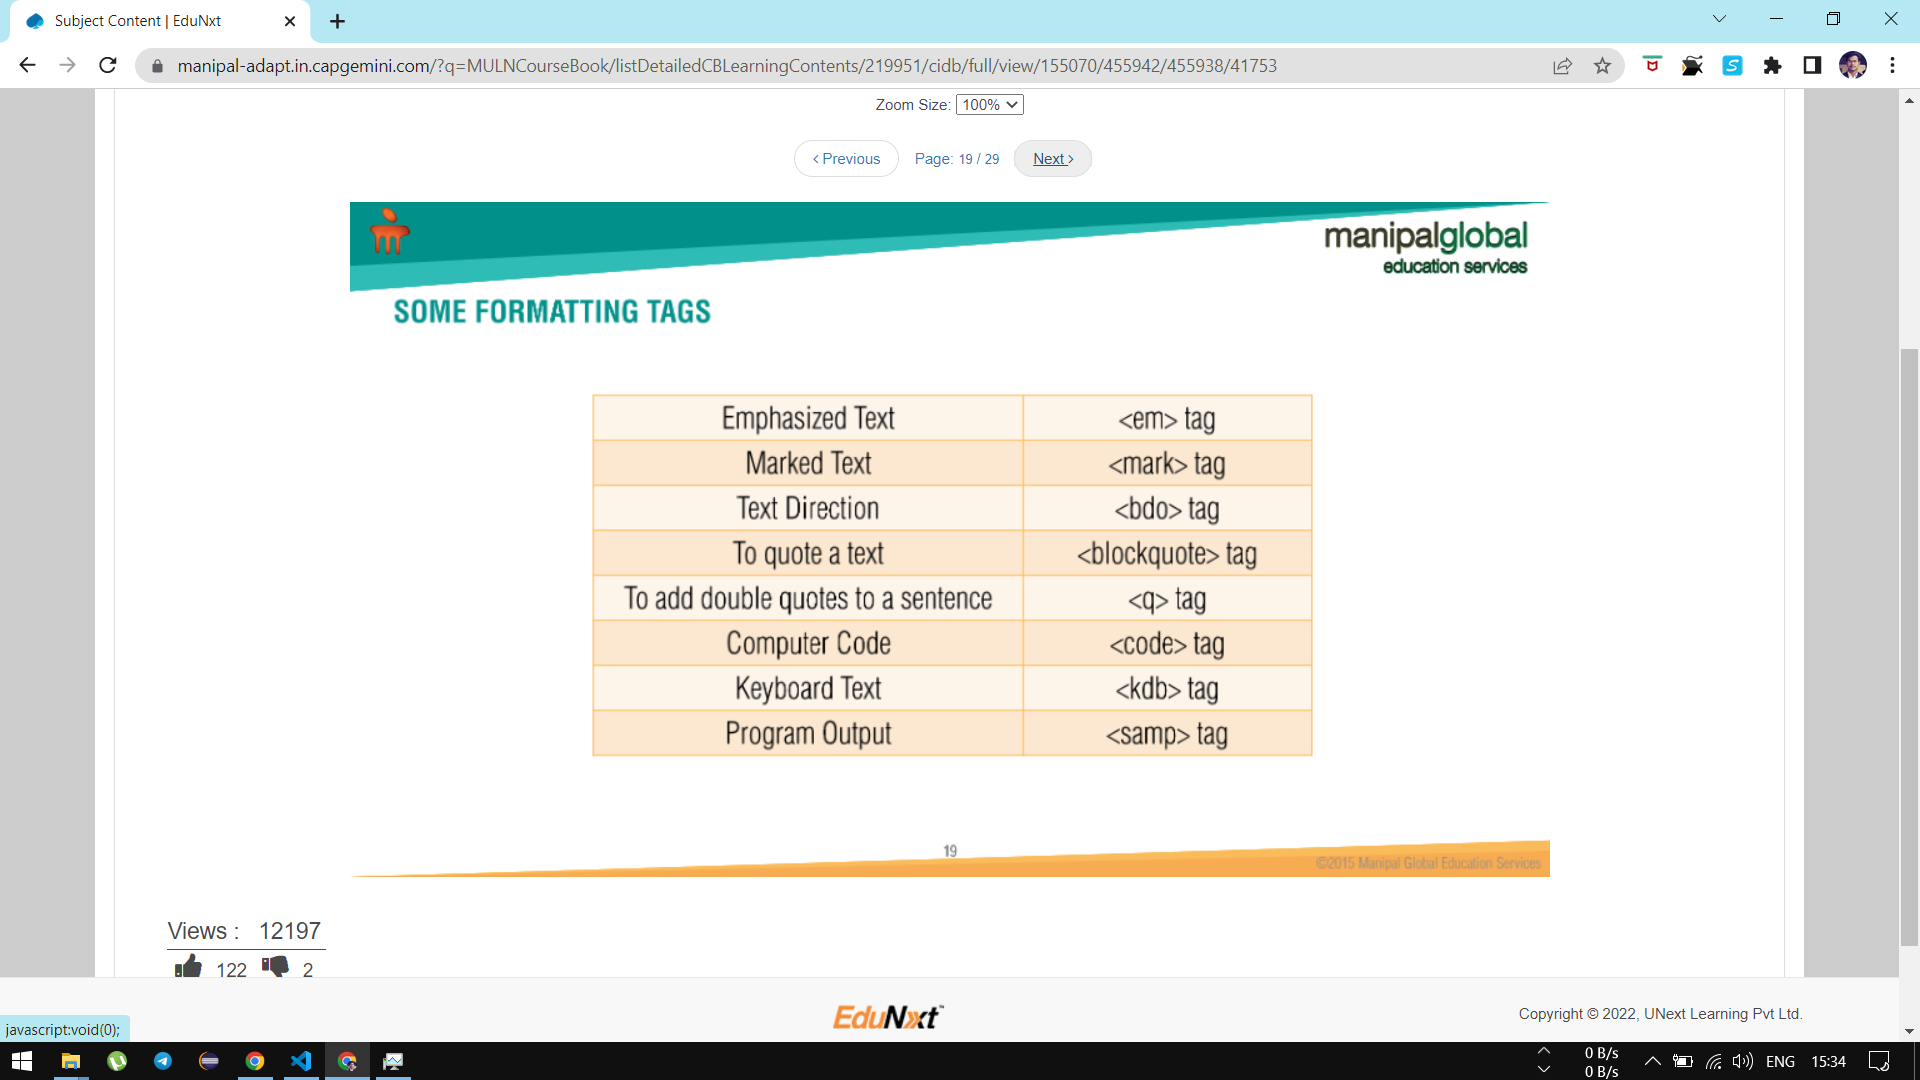 Subject Content | EduNxt
manipal-adapt.in.capgemini.com/?q=MULNCourseBook/listDetailedCBLearningContents/219951/cidb/full/view/155070/455942/455938/41753
Zoom Size: 100%
‹ Previous Page: 19 / 29 Next ›
manipalglobal
education services
SOME FORMATTING TAGS
Emphasized Text <em> tag
Marked Text <mark> tag
Text Direction <bdo> tag
To quote a text <blockquote> tag
To add double quotes to a sentence <q> tag
Computer Code <code> tag
Keyboard Text <kdb> tag
Program Output <samp> tag
19
©2015 Manipal Global Education Services
Views : 12197
122 2
EduNxt™
Copyright © 2022, UNext Learning Pvt Ltd.
javascript:void(0);
0 B/s
0 B/s
ENG 15:34